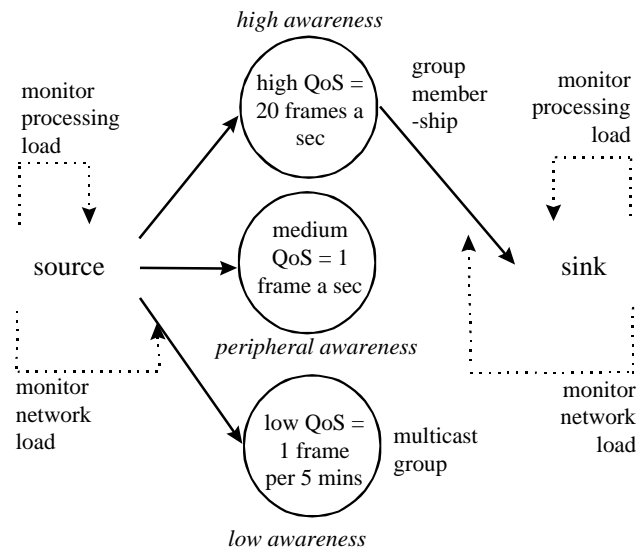 high awareness
high QoS =
20 frames a
sec
group
member
-ship
monitor
processing
load
monitor
processing
load
source
medium
QoS = 1
frame a sec
sink
peripheral awareness
monitor
network
load
low QoS =
1 frame
per 5 mins
multicast
group
monitor
network
load
low awareness